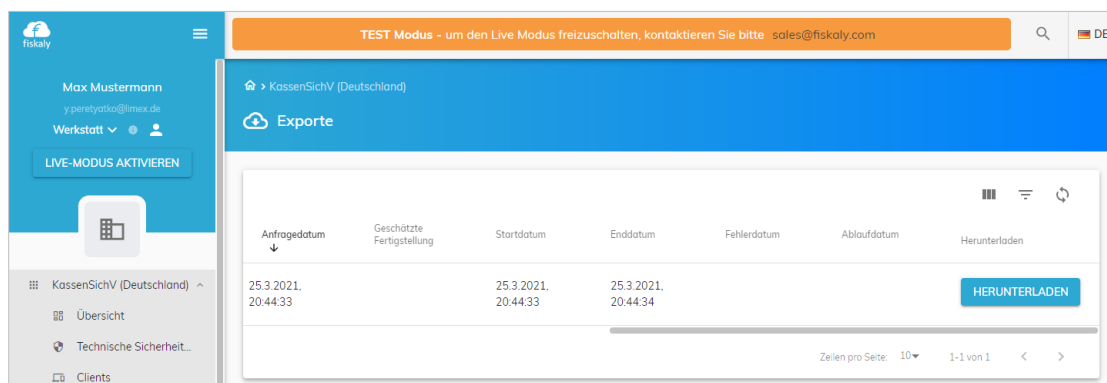 fiskaly
TEST Modus - um den Live Modus freizuschalten, kontaktieren Sie bitte sales@fiskaly.com
DE
Max Mustermann
y.peretyatko@limex.de
Werkstatt
LIVE-MODUS AKTIVIEREN
KassenSichV (Deutschland)
Übersicht
Technische Sicherheit...
Clients
> KassenSichV (Deutschland)
Exporte
Anfragedatum Geschätzte Fertigstellung Startdatum Enddatum Fehlerdatum Ablaufdatum Herunterladen
25.3.2021, 25.3.2021, 25.3.2021, HERUNTERLADEN
20:44:33 20:44:33 20:44:34
Zeilen pro Seite: 10 1-1 von 1